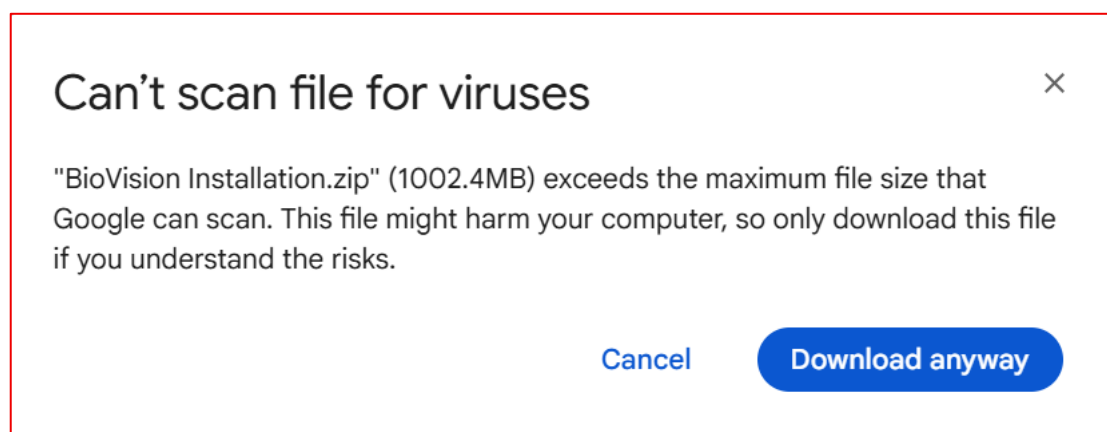 Can’t scan file for viruses
"BioVision Installation.zip" (1002.4MB) exceeds the maximum file size that
Google can scan. This file might harm your computer, so only download this file
if you understand the risks.
Cancel
Download anyway